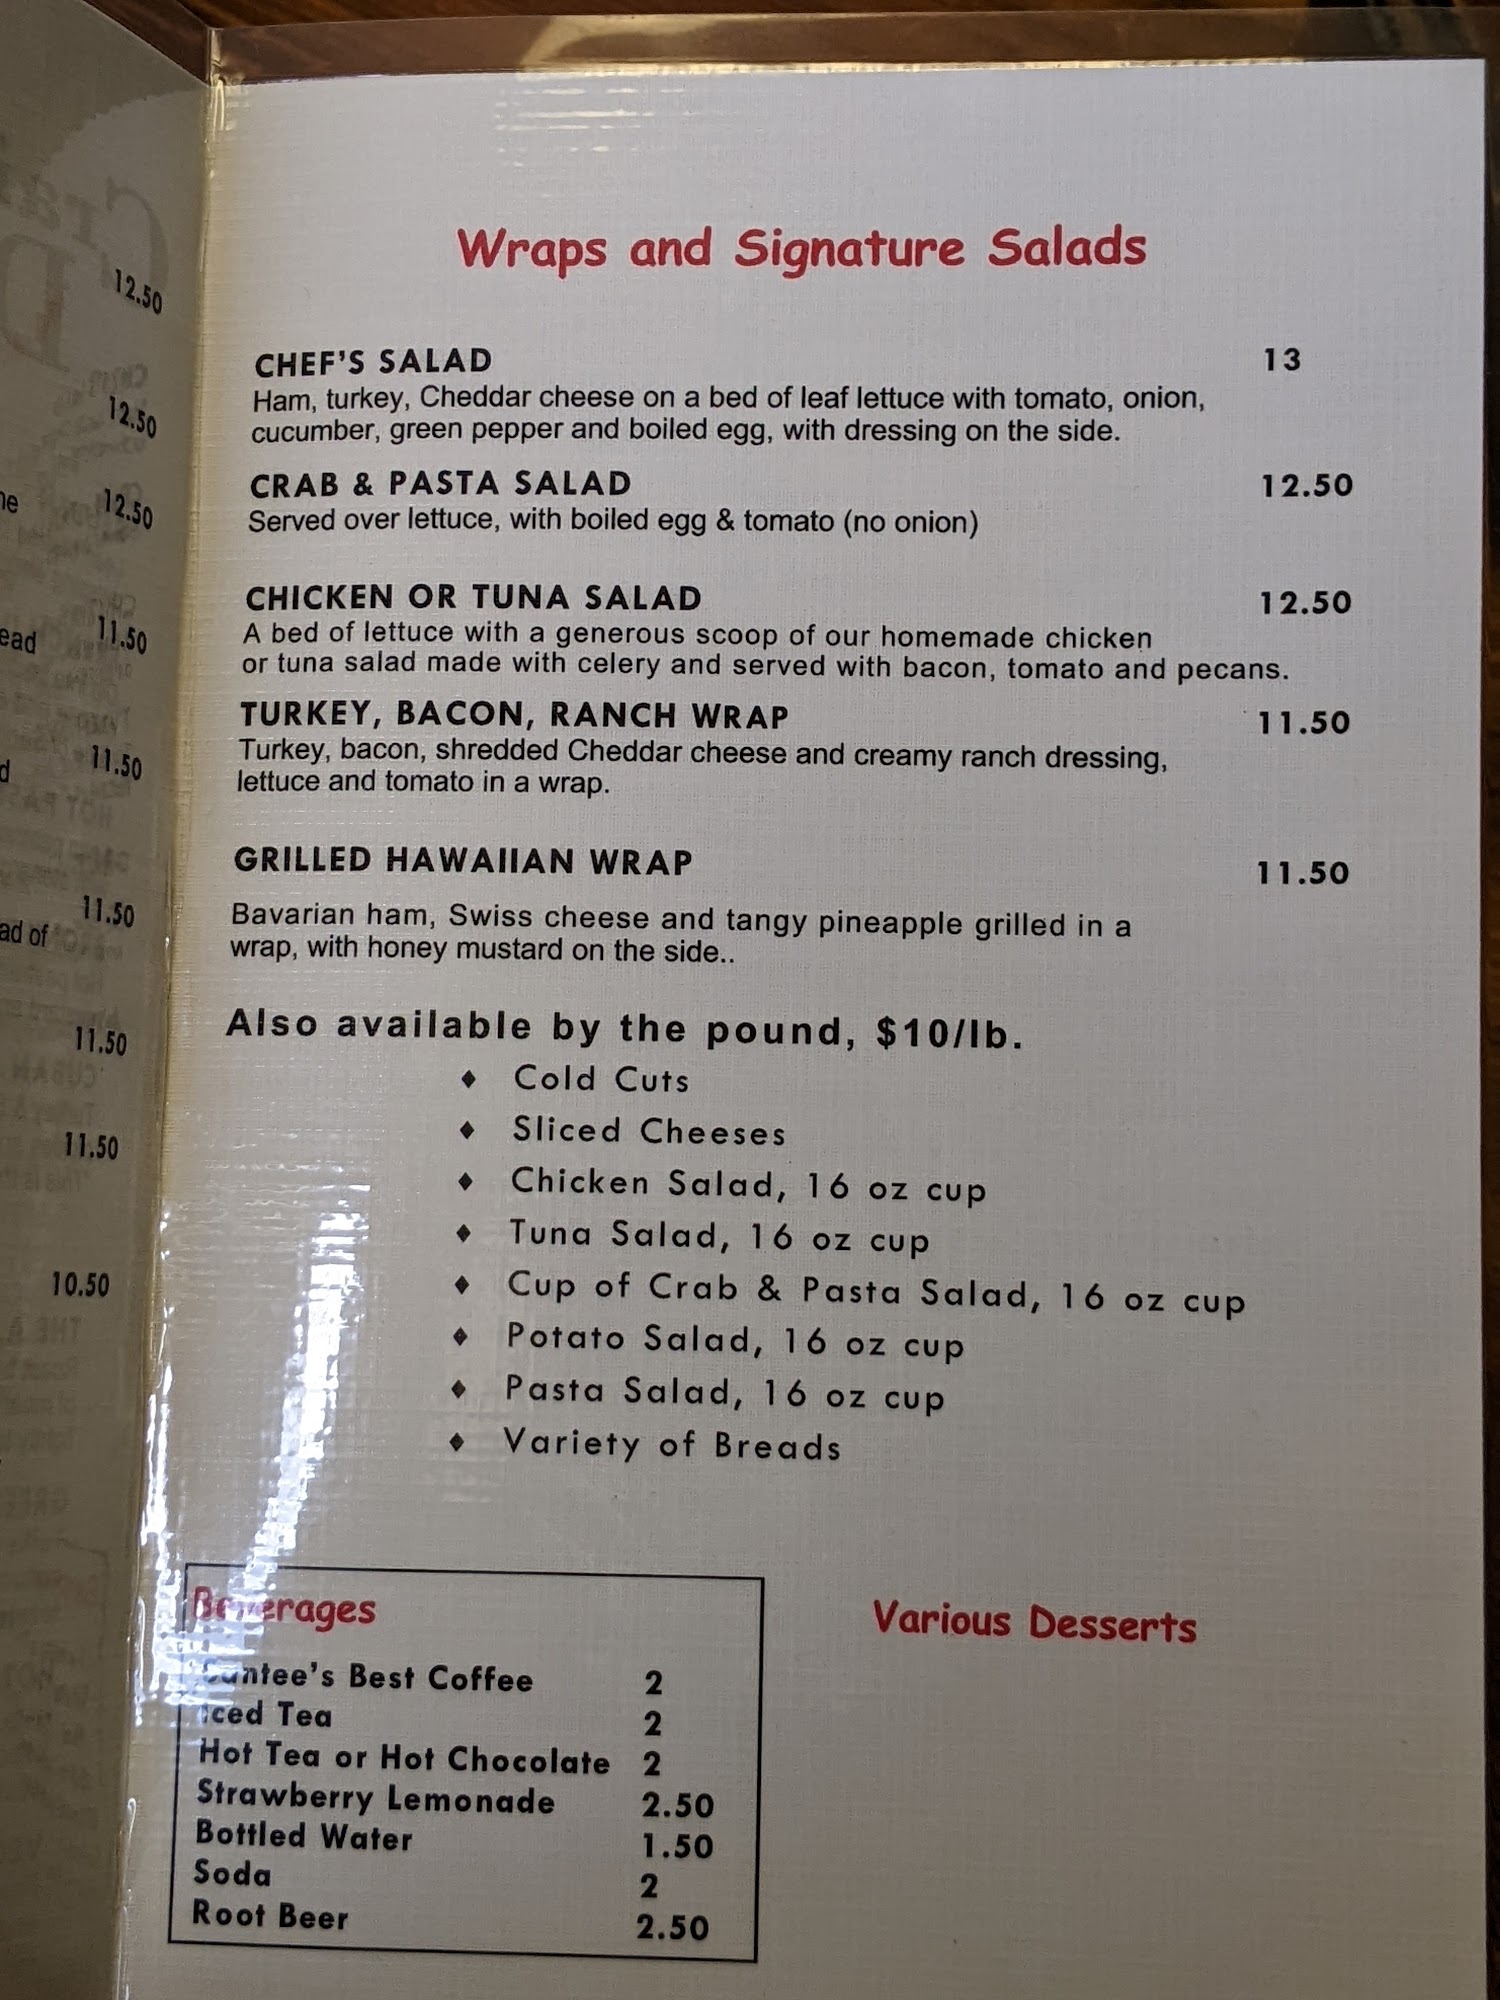 12.50
12.50
12.50
ead 11.50
11.50
11.50
ad of
11.50
11.50
10.50
Wraps and Signature Salads
CHEF'S SALAD 13
Ham, turkey, Cheddar cheese on a bed of leaf lettuce with tomato, onion,
cucumber, green pepper and boiled egg, with dressing on the side.
CRAB & PASTA SALAD 12.50
Served over lettuce, with boiled egg & tomato (no onion)
CHICKEN OR TUNA SALAD 12.50
A bed of lettuce with a generous scoop of our homemade chicken
or tuna salad made with celery and served with bacon, tomato and pecans.
TURKEY, BACON, RANCH WRAP 11.50
Turkey, bacon, shredded Cheddar cheese and creamy ranch dressing,
lettuce and tomato in a wrap.
GRILLED HAWAIIAN WRAP 11.50
Bavarian ham, Swiss cheese and tangy pineapple grilled in a
wrap, with honey mustard on the side..
Also available by the pound, $10/lb.
♦ Cold Cuts
♦ Sliced Cheeses
♦ Chicken Salad, 16 oz cup
♦ Tuna Salad, 16 oz cup
♦ Cup of Crab & Pasta Salad, 16 oz cup
♦ Potato Salad, 16 oz cup
♦ Pasta Salad, 16 oz cup
♦ Variety of Breads
Beverages
Best Coffee 2
Iced Tea 2
Hot Tea or Hot Chocolate 2
Strawberry Lemonade 2.50
Bottled Water 1.50
Soda 2
Root Beer 2.50
Various Desserts